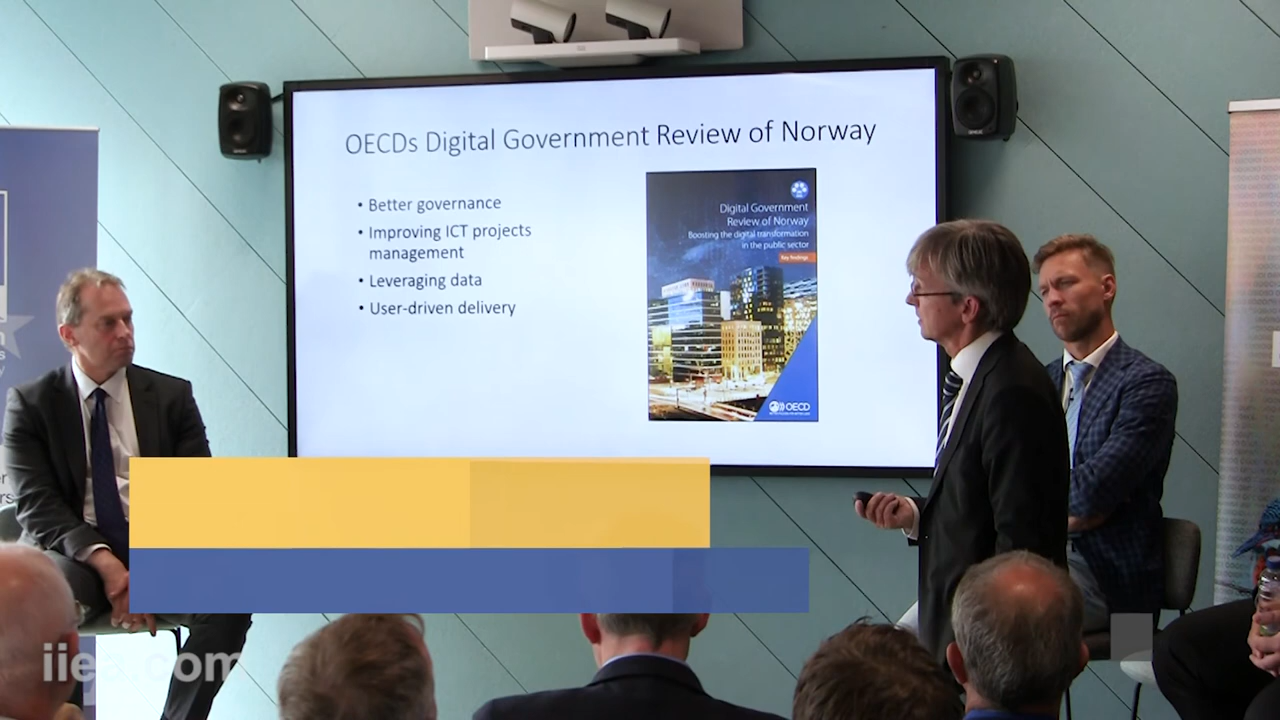 OECDs Digital Government Review of Norway
• Better governance
• Improving ICT projects
management
• Leveraging data
• User-driven delivery
Digital Government
Review of Norway
Boosting the digital transformation
in the public sector
Key findings
OECD